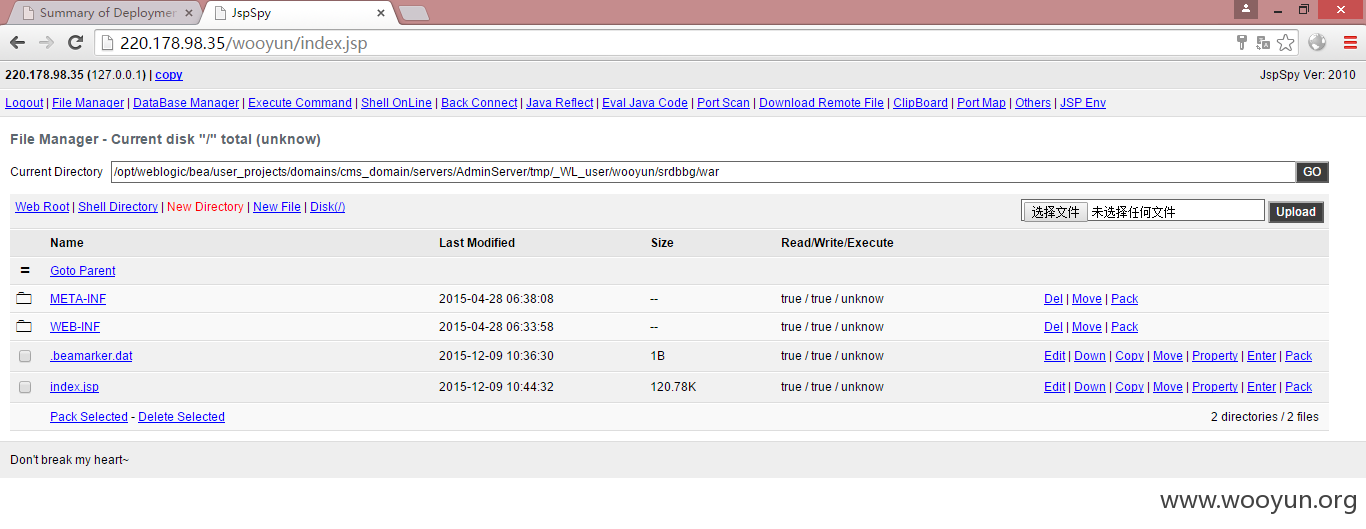 Summary of Deploymen
JspSpy
220.178.98.35/wooyun/index.jsp
220.178.98.35 (127.0.0.1) | copy
JspSpy Ver: 2010
Logout | File Manager | DataBase Manager | Execute Command | Shell OnLine | Back Connect | Java Reflect | Eval Java Code | Port Scan | Download Remote File | ClipBoard | Port Map | Others | JSP Env
File Manager - Current disk "/" total (unknow)
Current Directory /opt/weblogic/bea/user_projects/domains/cms_domain/servers/AdminServer/tmp/_WL_user/wooyun/srdbbg/war GO
Web Root | Shell Directory | New Directory | New File | Disk(/) 选择文件 未选择任何文件 Upload
Name Last Modified Size Read/Write/Execute
= Goto Parent
META-INF 2015-04-28 06:38:08 -- true / true / unknow Del | Move | Pack
WEB-INF 2015-04-28 06:33:58 -- true / true / unknow Del | Move | Pack
.beamarker.dat 2015-12-09 10:36:30 1B true / true / unknow Edit | Down | Copy | Move | Property | Enter | Pack
index.jsp 2015-12-09 10:44:32 120.78K true / true / unknow Edit | Down | Copy | Move | Property | Enter | Pack
Pack Selected - Delete Selected 2 directories / 2 files
Don't break my heart~
www.wooyun.org